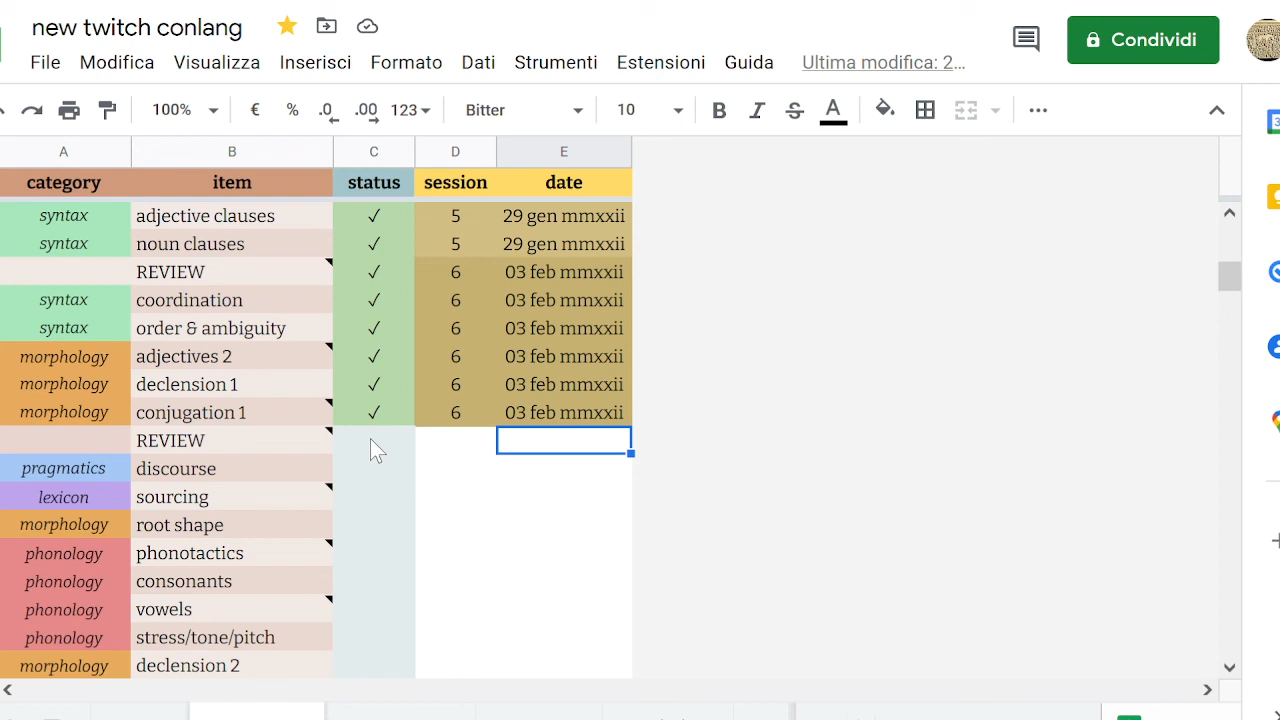 new twitch conlang
Condividi
File Modifica Visualizza Inserisci Formato Dati Strumenti Estensioni Guida Ultima modifica: 2…
100% € % .0 .00 123 Bitter 10 B I S A
A B C D E
category item status session date
syntax adjective clauses ✓ 5 29 gen mmxxii
syntax noun clauses ✓ 5 29 gen mmxxii
REVIEW ✓ 6 03 feb mmxxii
syntax coordination ✓ 6 03 feb mmxxii
syntax order & ambiguity ✓ 6 03 feb mmxxii
morphology adjectives 2 ✓ 6 03 feb mmxxii
morphology declension 1 ✓ 6 03 feb mmxxii
morphology conjugation 1 ✓ 6 03 feb mmxxii
REVIEW
pragmatics discourse
lexicon sourcing
morphology root shape
phonology phonotactics
phonology consonants
phonology vowels
phonology stress/tone/pitch
morphology declension 2